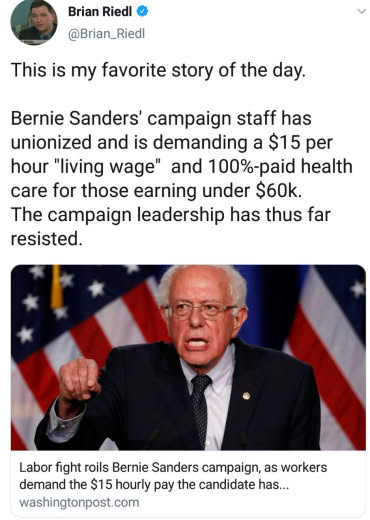 Brian Riedl
@Brian_Riedl
This is my favorite story of the day.
Bernie Sanders' campaign staff has
unionized and is demanding a $15 per
hour "living wage"  and 100%-paid health
care for those earning under $60k.
The campaign leadership has thus far
resisted.
Labor fight roils Bernie Sanders campaign, as workers
demand the $15 hourly pay the candidate has...
washingtonpost.com